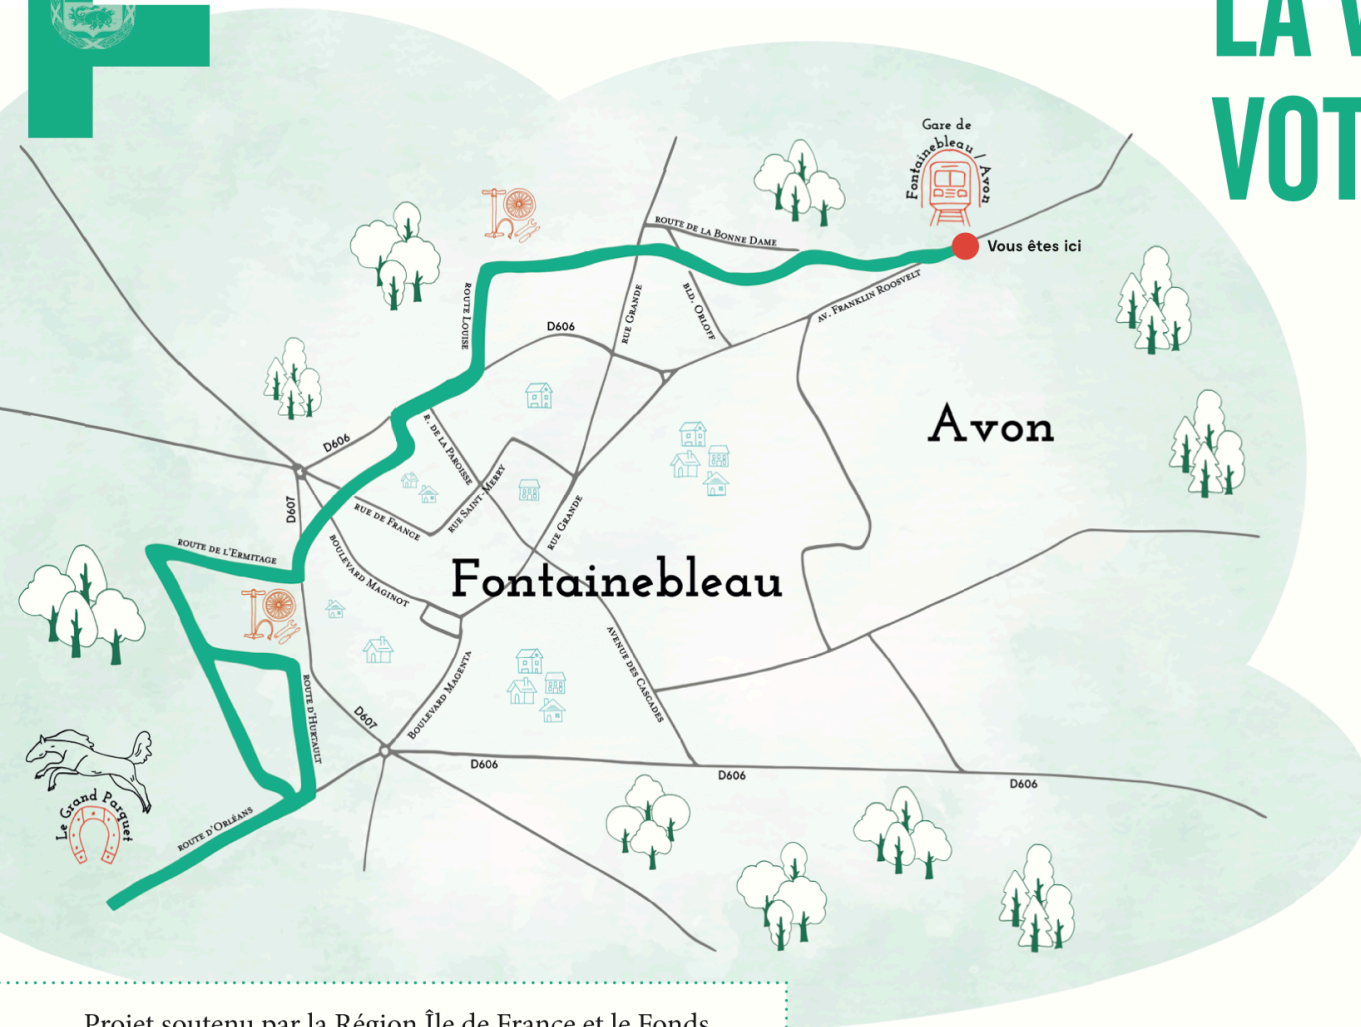 LA
VOT
Gare de
Fontainebleau / Avon
Vous êtes ici
ROUTE DE LA BONNE DAME
AV. FRANKLIN ROOSVELT
ROUTE LOUISE
RUE GRANDE
BLD. ORLOFF
D606
Avon
D606
R. DE LA PAROISSE
D607
RUE DE FRANCE
RUE SAINT-MERRY
RUE GRANDE
ROUTE DE L'ERMITAGE
BOULEVARD MAGINOT
Fontainebleau
AVENUE DES CASCADES
BOULEVARD MAGENTA
ROUTE D'HURGAULT
D607
D606
D606
D606
Le Grand Parquet
ROUTE D'ORLÉANS
Projet soutenu par la Région Île de France et le Fonds